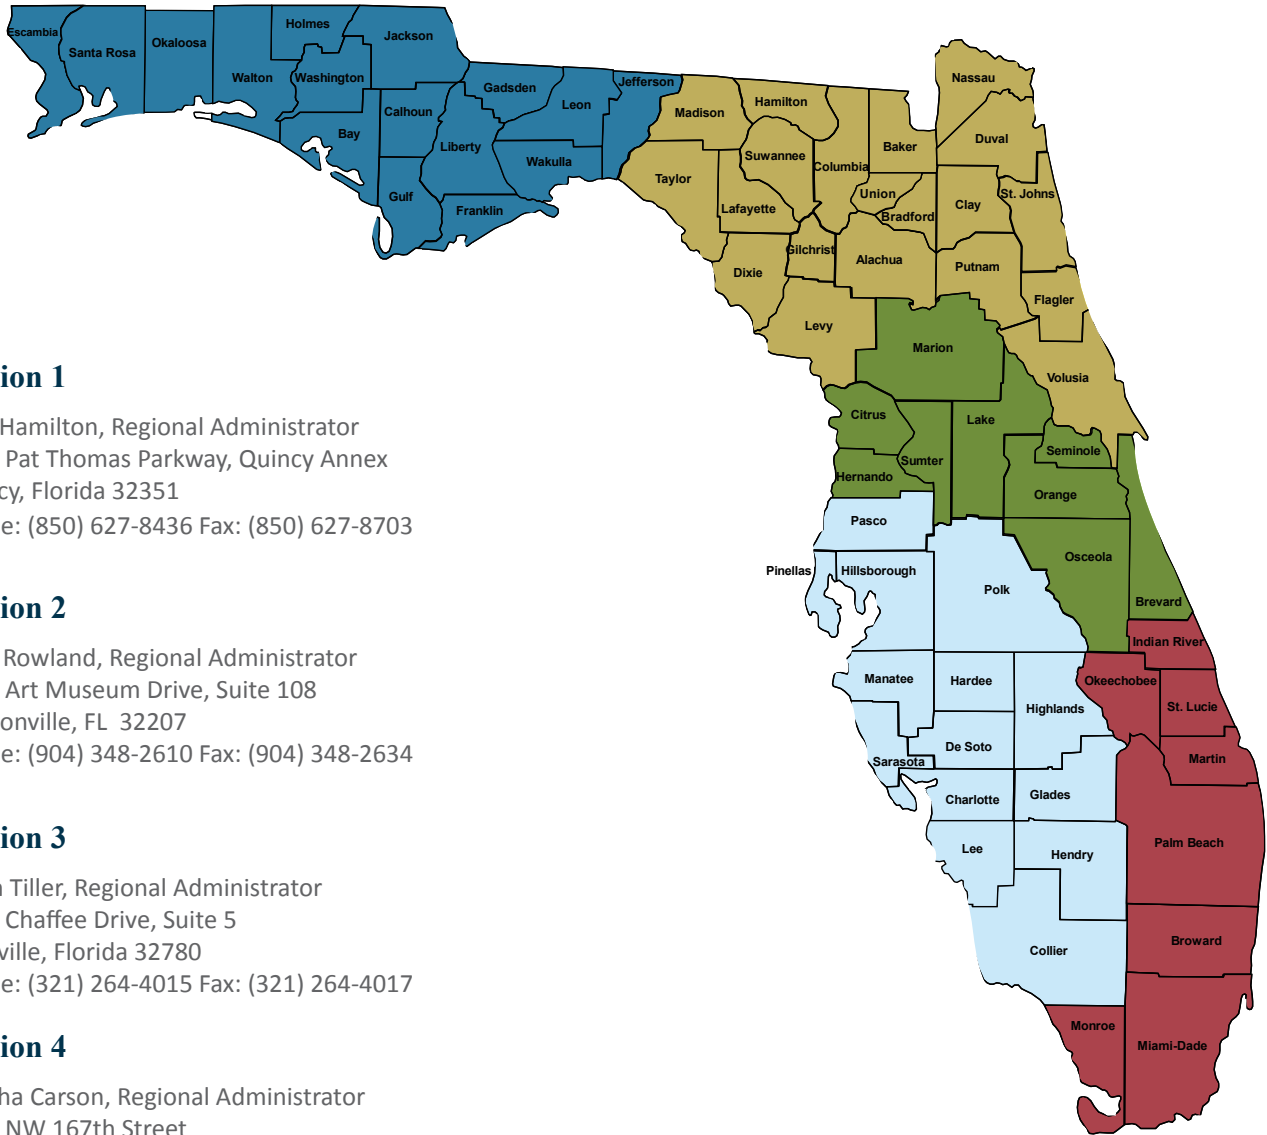 Escambia
Santa Rosa
Okaloosa
Holmes
Walton
Washington
Jackson
Bay
Calhoun
Gulf
Liberty
Gadsden
Franklin
Leon
Wakulla
Jefferson
Madison
Taylor
Hamilton
Suwannee
Lafayette
Dixie
Columbia
Gilchrist
Levy
Baker
Union
Bradford
Alachua
Nassau
Duval
Clay
St. Johns
Putnam
Flagler
Volusia
Marion
Citrus
Hernando
Sumter
Lake
Seminole
Orange
Osceola
Brevard
Pasco
Pinellas
Hillsborough
Polk
Manatee
Hardee
Highlands
Sarasota
De Soto
Charlotte
Glades
Lee
Hendry
Collier
Indian River
Okeechobee
St. Lucie
Martin
Palm Beach
Broward
Monroe
Miami-Dade
ion 1
Hamilton, Regional Administrator
Pat Thomas Parkway, Quincy Annex
cy, Florida 32351
e: (850) 627-8436 Fax: (850) 627-8703
ion 2
Rowland, Regional Administrator
Art Museum Drive, Suite 108
onville, FL 32207
e: (904) 348-2610 Fax: (904) 348-2634
ion 3
Tiller, Regional Administrator
Chaffee Drive, Suite 5
ville, Florida 32780
e: (321) 264-4015 Fax: (321) 264-4017
ion 4
ha Carson, Regional Administrator
NW 167th Street